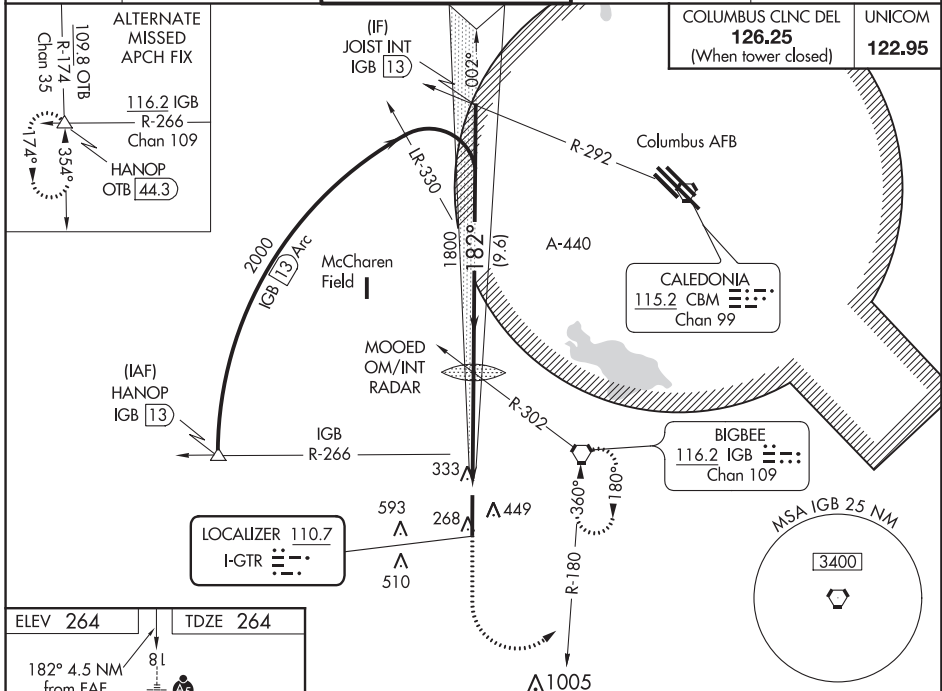 ALTERNATE
MISSED
APCH FIX
109.8 OTB
R-174
Chan 35
116.2 IGB
R-266
Chan 109
174°
354°
HANOP
OTB 44.3
(IF)
JOIST INT
IGB 13
002°
COLUMBUS CLNC DEL
126.25
(When tower closed)
UNICOM
122.95
R-292
Columbus AFB
LR-330
2000
IGB 13 Arc
McCharen
Field
1800
182°
(9.9)
A-440
CALEDONIA
115.2 CBM
Chan 99
MOOED
OM/INT
RADAR
(IAF)
HANOP
IGB 13
IGB
R-266
R-302
BIGBEE
116.2 IGB
Chan 109
333
360°
180°
593
268
449
510
LOCALIZER 110.7
I-GTR
R-180
MSA IGB 25 NM
3400
1005
ELEV 264
TDZE 264
182° 4.5 NM
from FAF
18
A5